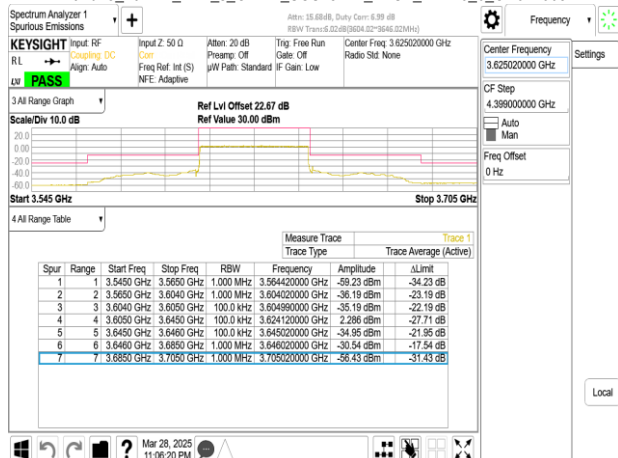 Spectrum Analyzer 1
Spurious Emissions
Attn: 15.68dB, Duty Corr: 6.99 dB
RBW Trans:6.02dB(3604.02~3646.02MHz)
Frequency
KEYSIGHT Input: RF Input Z: 50 Ω Atten: 20 dB Trig: Free Run Center Freq: 3.625020000 GHz
RL Coupling: DC Corr Preamp: Off Gate: Off Radio Std: None
Align: Auto Freq Ref: Int (S) µW Path: Standard IF Gain: Low
PASS NFE: Adaptive
Center Frequency
3.625020000 GHz
Settings
CF Step
4.399000000 GHz
Auto
Man
Freq Offset
0 Hz
3 All Range Graph
Ref Lvl Offset 22.67 dB
Scale/Div 10.0 dB Ref Value 30.00 dBm
20.0
0.00
-20.0
-40.0
-60.0
Start 3.545 GHz Stop 3.705 GHz
4 All Range Table
Measure Trace Trace 1
Trace Type Trace Average (Active)
Spur Range Start Freq Stop Freq RBW Frequency Amplitude ΔLimit
1 1 3.5450 GHz 3.5650 GHz 1.000 MHz 3.564420000 GHz -59.23 dBm -34.23 dB
2 2 3.5650 GHz 3.6040 GHz 1.000 MHz 3.604020000 GHz -36.19 dBm -23.19 dB
3 3 3.6040 GHz 3.6050 GHz 100.0 kHz 3.604990000 GHz -35.19 dBm -22.19 dB
4 4 3.6050 GHz 3.6450 GHz 100.0 kHz 3.624120000 GHz 2.286 dBm -27.71 dB
5 5 3.6450 GHz 3.6460 GHz 100.0 kHz 3.645020000 GHz -34.95 dBm -21.95 dB
6 6 3.6460 GHz 3.6850 GHz 1.000 MHz 3.646020000 GHz -30.54 dBm -17.54 dB
7 7 3.6850 GHz 3.7050 GHz 1.000 MHz 3.705020000 GHz -56.43 dBm -31.43 dB
Local
Mar 28, 2025
11:06:20 PM